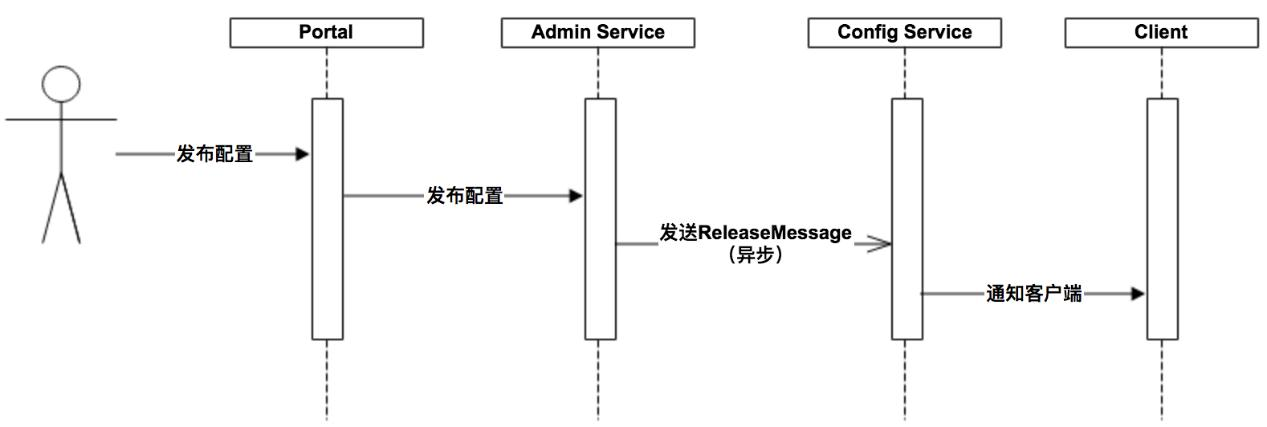 Portal
Admin Service
Config Service
Client
发布配置
发布配置
发送ReleaseMessage
（异步）
通知客户端